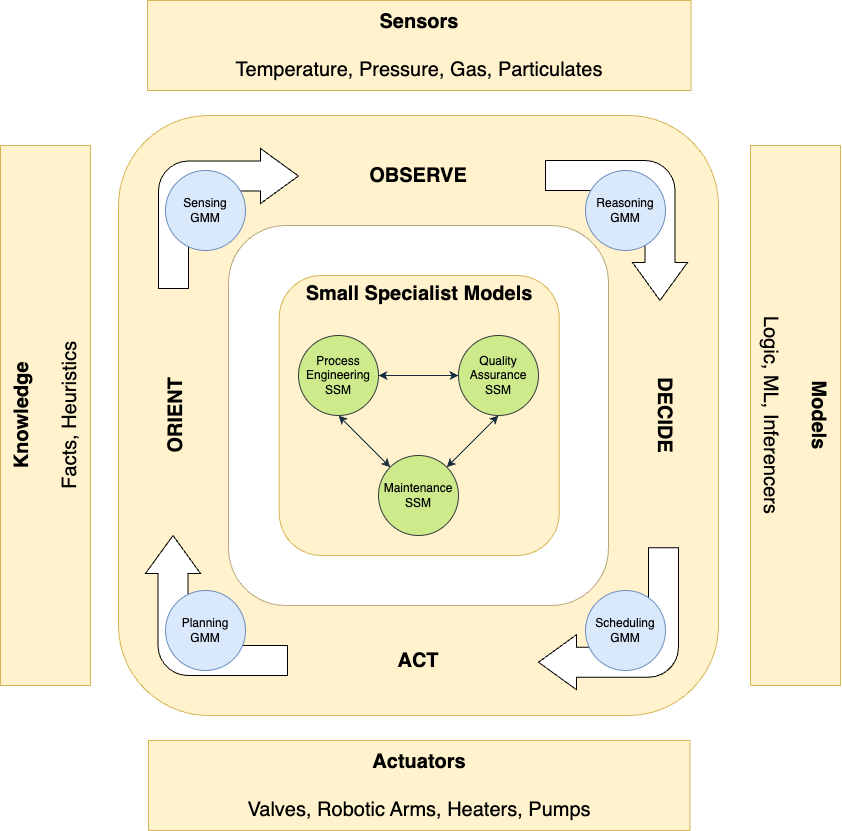 Sensors
Temperature, Pressure, Gas, Particulates
OBSERVE
Sensing
GMM
Reasoning
GMM
Small Specialist Models
Process
Engineering
SSM
Quality
Assurance
SSM
Maintenance
SSM
Knowledge
Facts, Heuristics
ORIENT
DECIDE
Logic, ML, Inferencers
Models
Planning
GMM
Scheduling
GMM
ACT
Actuators
Valves, Robotic Arms, Heaters, Pumps